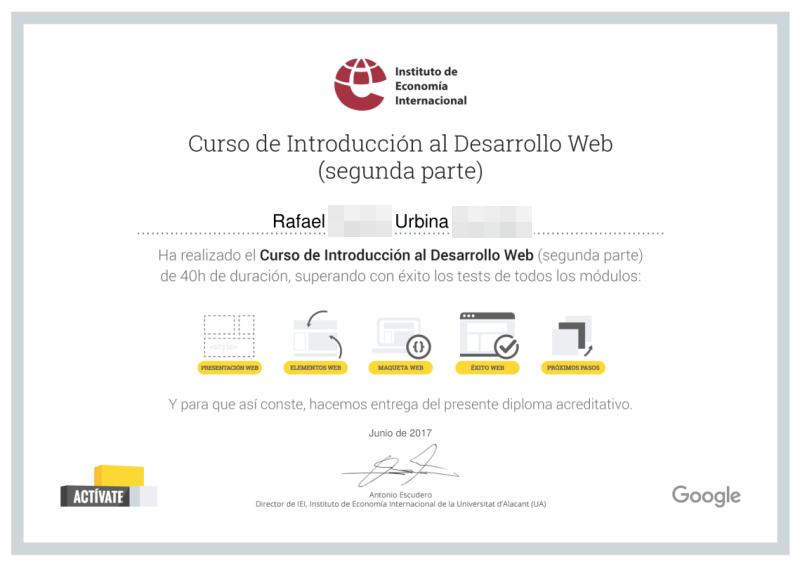 Instituto de
Economía
Internacional
Curso de Introducción al Desarrollo Web
(segunda parte)
Rafael Urbina
Ha realizado el Curso de Introducción al Desarrollo Web (segunda parte)
de 40h de duración, superando con éxito los tests de todos los módulos:
<style>
{}
PRESENTACIÓN WEB
ELEMENTOS WEB
MAQUETA WEB
ÉXITO WEB
PRÓXIMOS PASOS
Y para que así conste, hacemos entrega del presente diploma acreditativo.
Junio de 2017
Antonio Escudero
Director de IEI, Instituto de Economía Internacional de la Universitat d'Alacant (UA)
ACTÍVATE
Google